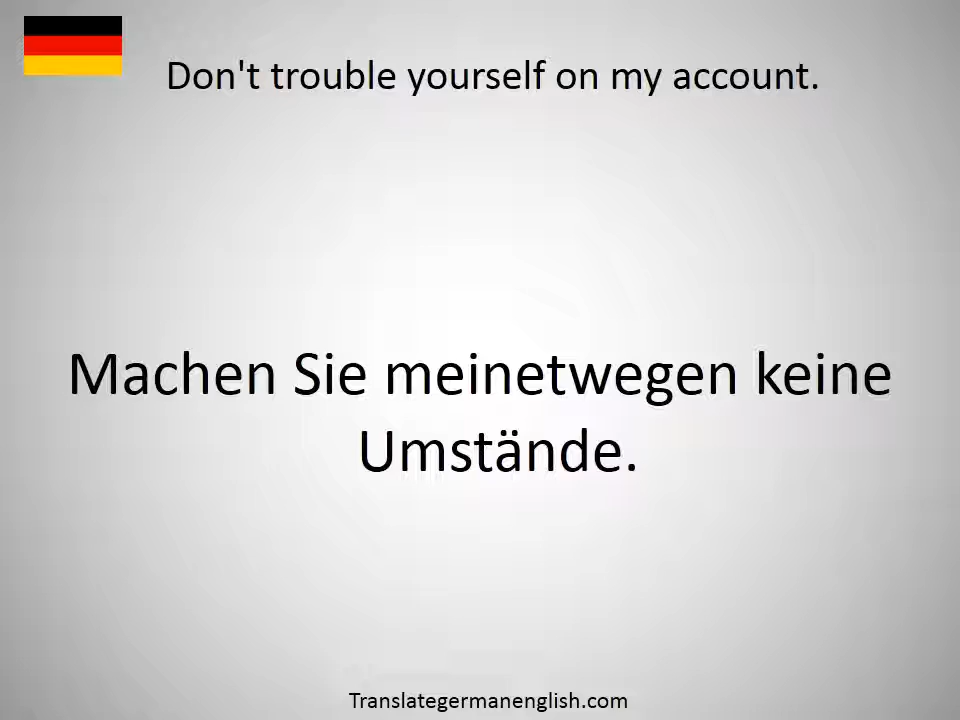 Don't trouble yourself on my account.
Machen Sie meinetwegen keine
Umstände.
Translategermanenglish.com